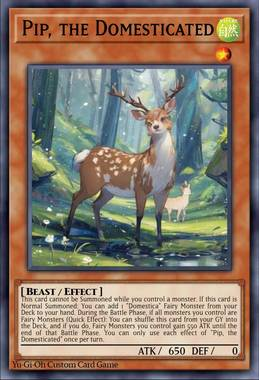 Pip, the Domesticated
自然
[ Beast / Effect ]
This card cannot be Summoned while you control a monster. If this card is
Normal Summoned: You can add 1 "Domestica" Fairy Monster from your
Deck to your hand. During the Battle Phase, if all monsters you control are
Fairy Monsters (Quick Effect): You can shuffle this card from your GY into
the Deck, and if you do, Fairy Monsters you control gain 550 ATK until the
end of that Battle Phase. You can only use each effect of "Pip, the
Domesticated" once per turn.
ATK / 650 DEF / 0
Yu-Gi-Oh Custom Card Game